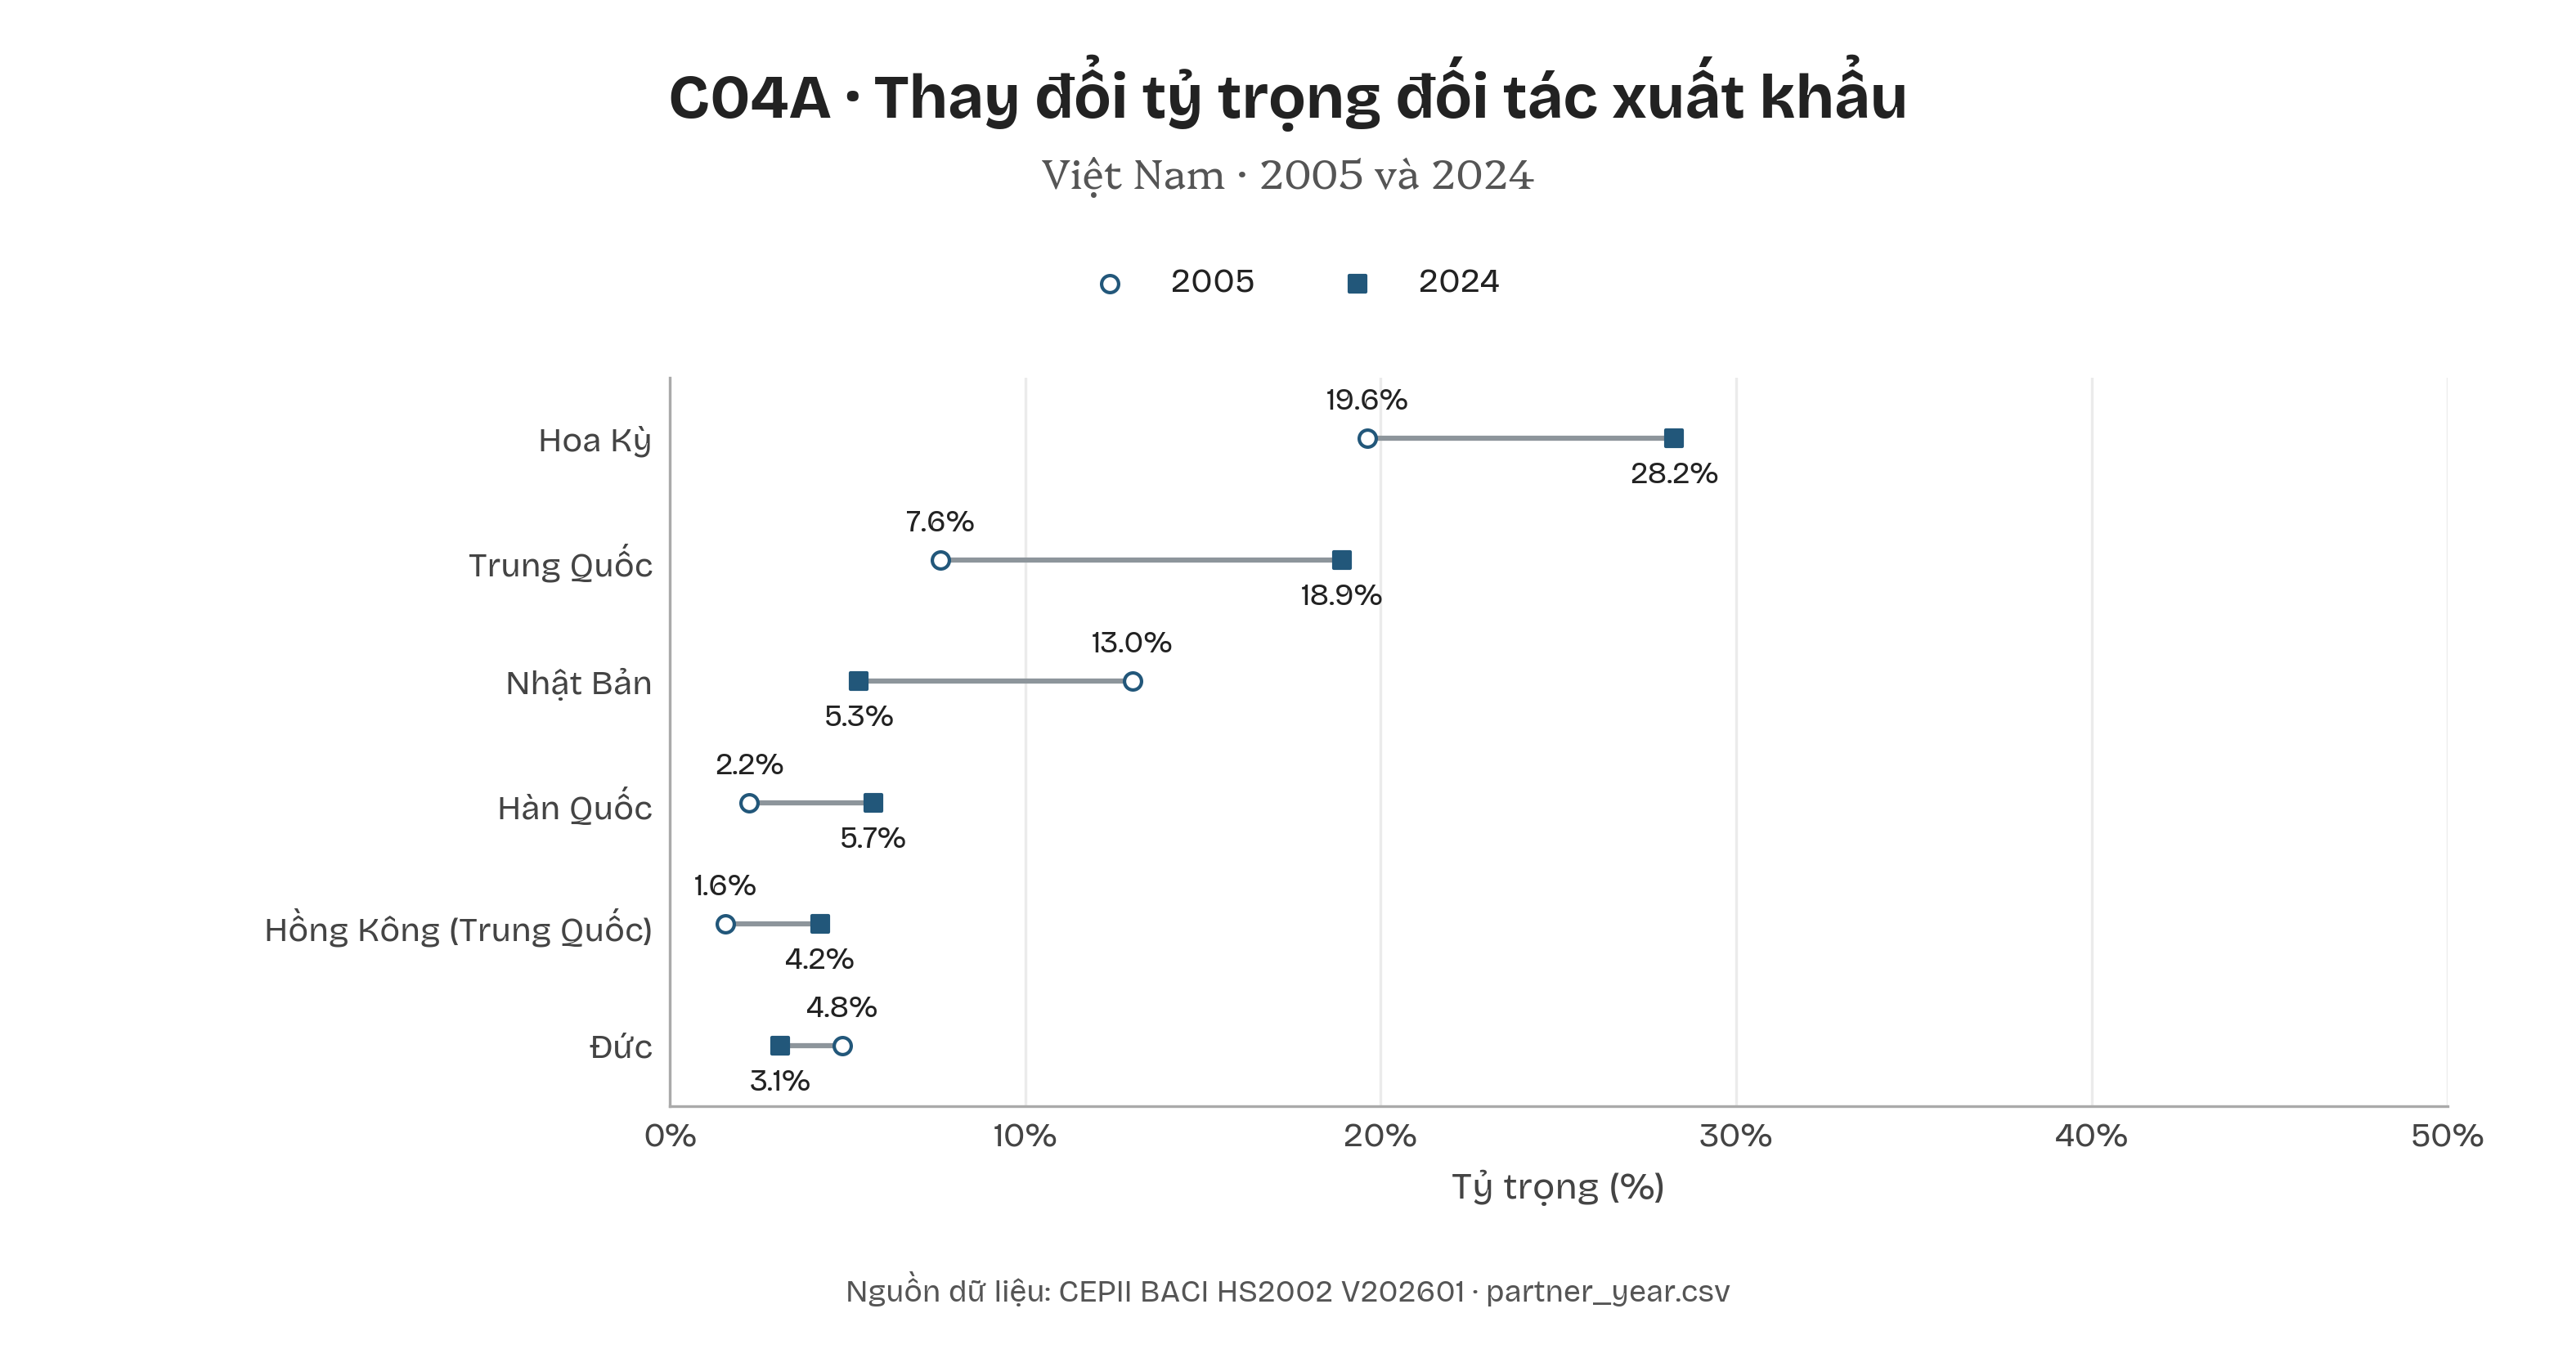 C04A · Thay đổi tỷ trọng đối tác xuất khẩu
Việt Nam · 2005 và 2024
2005 2024
19.6%
Hoa Kỳ
28.2%
7.6%
Trung Quốc
18.9%
13.0%
Nhật Bản
5.3%
2.2%
Hàn Quốc
5.7%
1.6%
Hồng Kông (Trung Quốc)
4.2%
4.8%
Đức
3.1%
0% 10% 20% 30% 40% 50%
Tỷ trọng (%)
Nguồn dữ liệu: CEPII BACI HS2002 V202601 · partner_year.csv